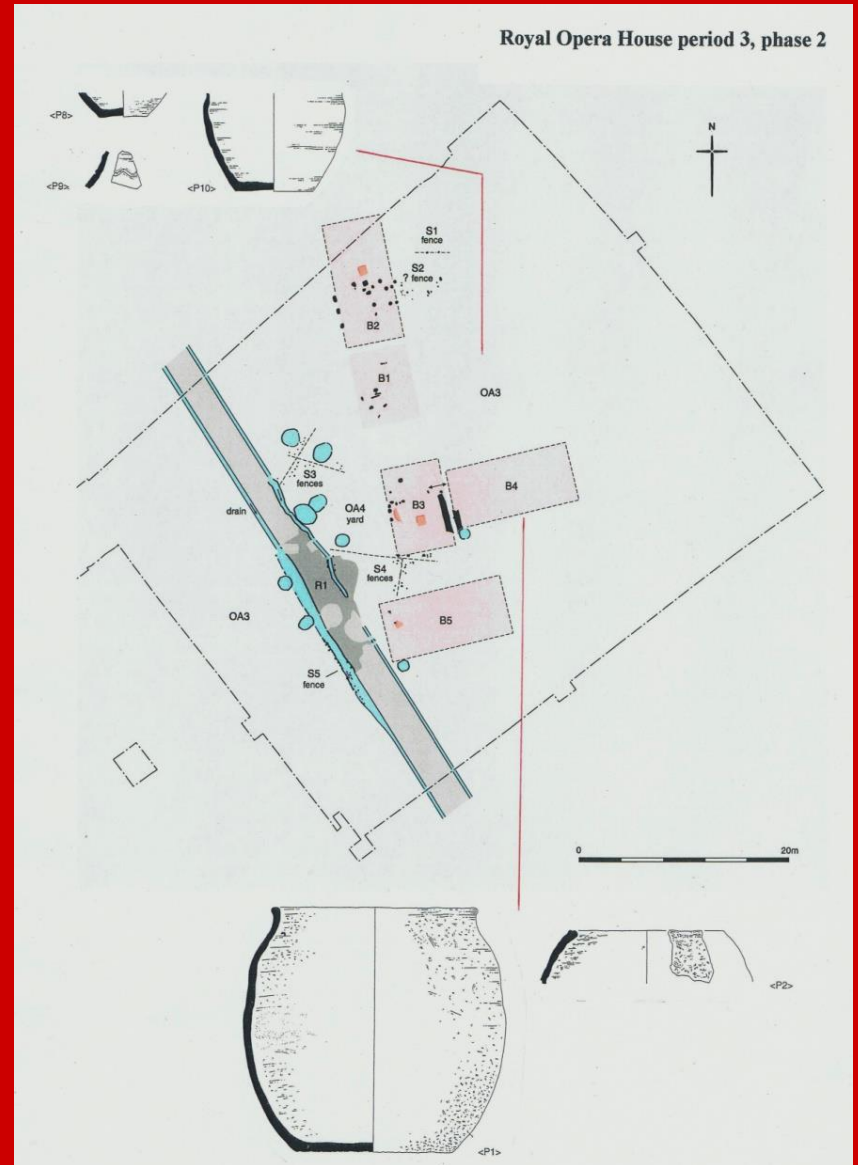 Royal Opera House period 3, phase 2
<P8>
<P9>
<P10>
N
S1
fence
S2
? fence
B2
B1
OA3
S3
fences
B4
B3
OA4
yard
drain
S4
fences
R1
OA3
B5
S5
fence
0 20m
<P2>
<P1>